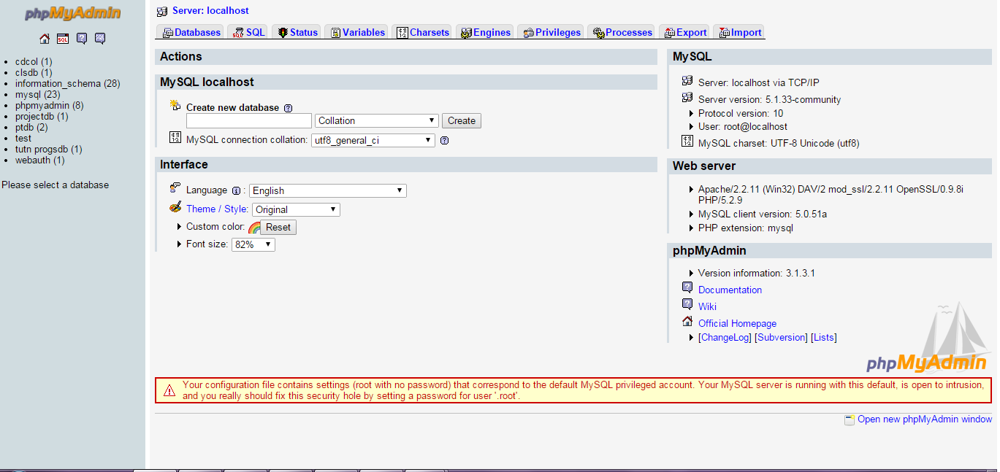 phpMyAdmin
cdcol (1)
clsdb (1)
information_schema (28)
mysql (23)
phpmyadmin (8)
projectdb (1)
ptdb (2)
test
tutn progsdb (1)
webauth (1)
Please select a database
Server: localhost
Databases SQL Status Variables Charsets Engines Privileges Processes Export Import
Actions
MySQL localhost
Create new database
Collation Create
MySQL connection collation: utf8_general_ci
Interface
Language : English
Theme / Style: Original
Custom color: Reset
Font size: 82%
MySQL
Server: localhost via TCP/IP
Server version: 5.1.33-community
Protocol version: 10
User: root@localhost
MySQL charset: UTF-8 Unicode (utf8)
Web server
Apache/2.2.11 (Win32) DAV/2 mod_ssl/2.2.11 OpenSSL/0.9.8i
PHP/5.2.9
MySQL client version: 5.0.51a
PHP extension: mysql
phpMyAdmin
Version information: 3.1.3.1
Documentation
Wiki
Official Homepage
[ChangeLog] [Subversion] [Lists]
phpMyAdmin
Your configuration file contains settings (root with no password) that correspond to the default MySQL privileged account. Your MySQL server is running with this default, is open to intrusion,
and you really should fix this security hole by setting a password for user '.root'.
Open new phpMyAdmin window